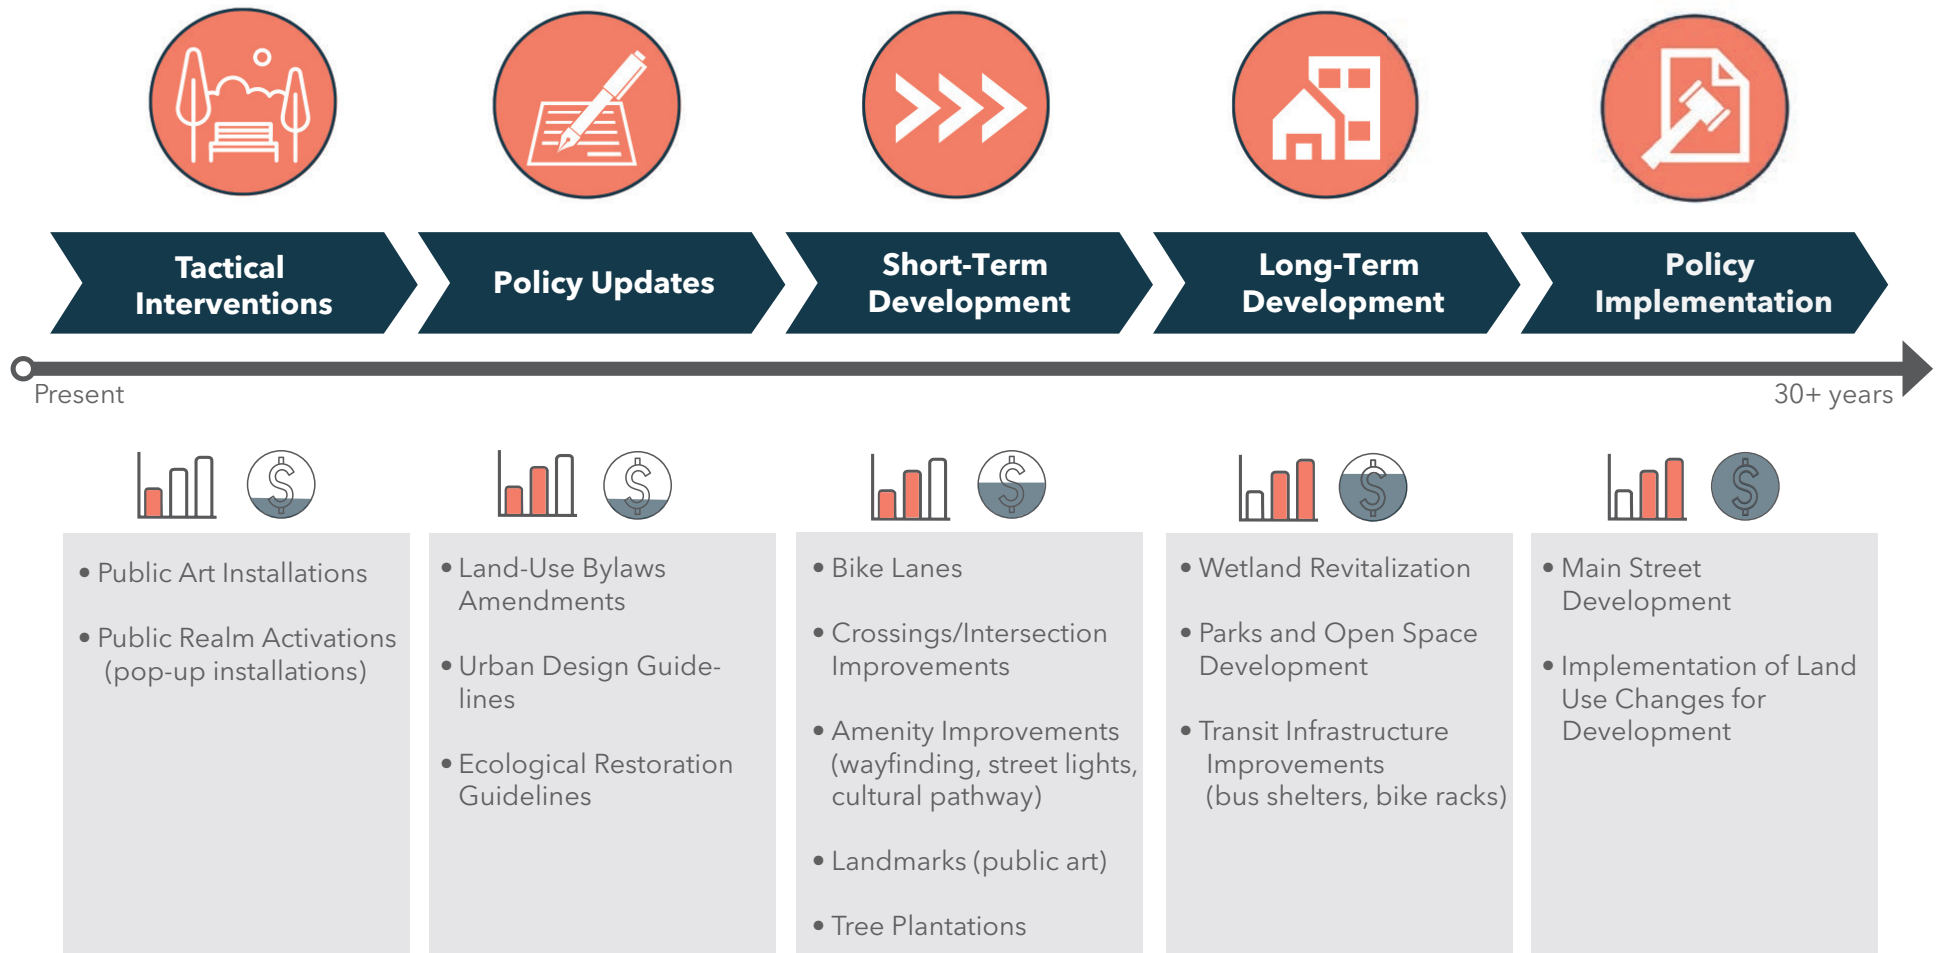 Tactical
Interventions
Policy Updates
Short-Term
Development
Long-Term
Development
Policy
Implementation
Present
30+ years
$
$
$
$
$
• Public Art Installations
• Public Realm Activations
(pop-up installations)
• Land-Use Bylaws
Amendments
• Urban Design Guide-
lines
• Ecological Restoration
Guidelines
• Bike Lanes
• Crossings/Intersection
Improvements
• Amenity Improvements
(wayfinding, street lights,
cultural pathway)
• Landmarks (public art)
• Tree Plantations
• Wetland Revitalization
• Parks and Open Space
Development
• Transit Infrastructure
Improvements
(bus shelters, bike racks)
• Main Street
Development
• Implementation of Land
Use Changes for
Development